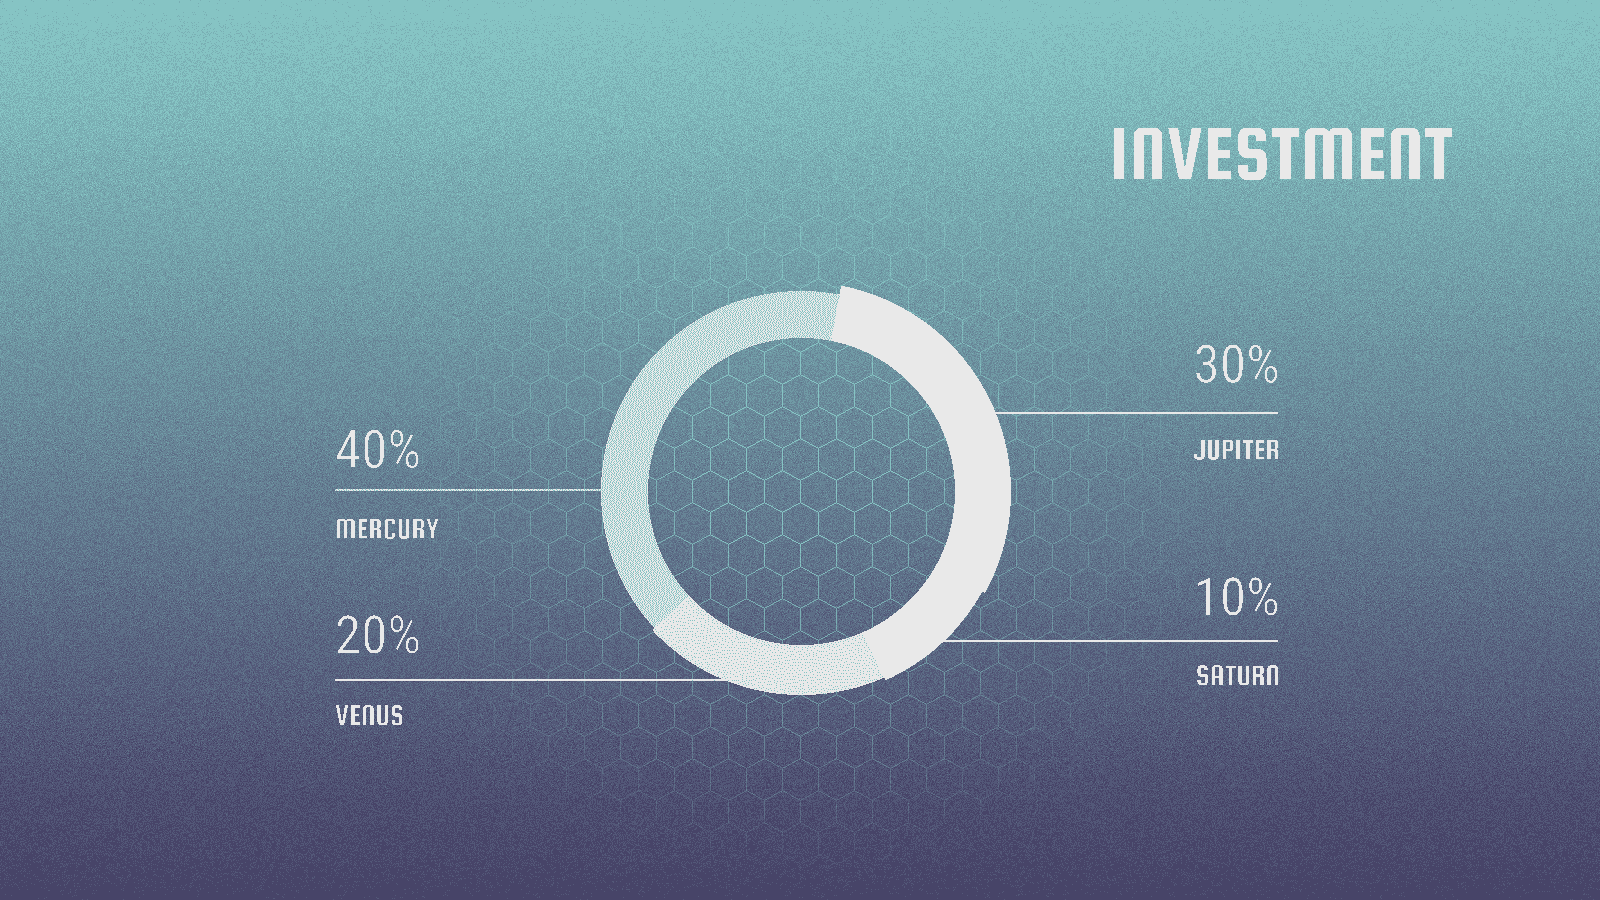 INVESTMENT
40%
MERCURY
20%
VENUS
30%
JUPITER
10%
SATURN